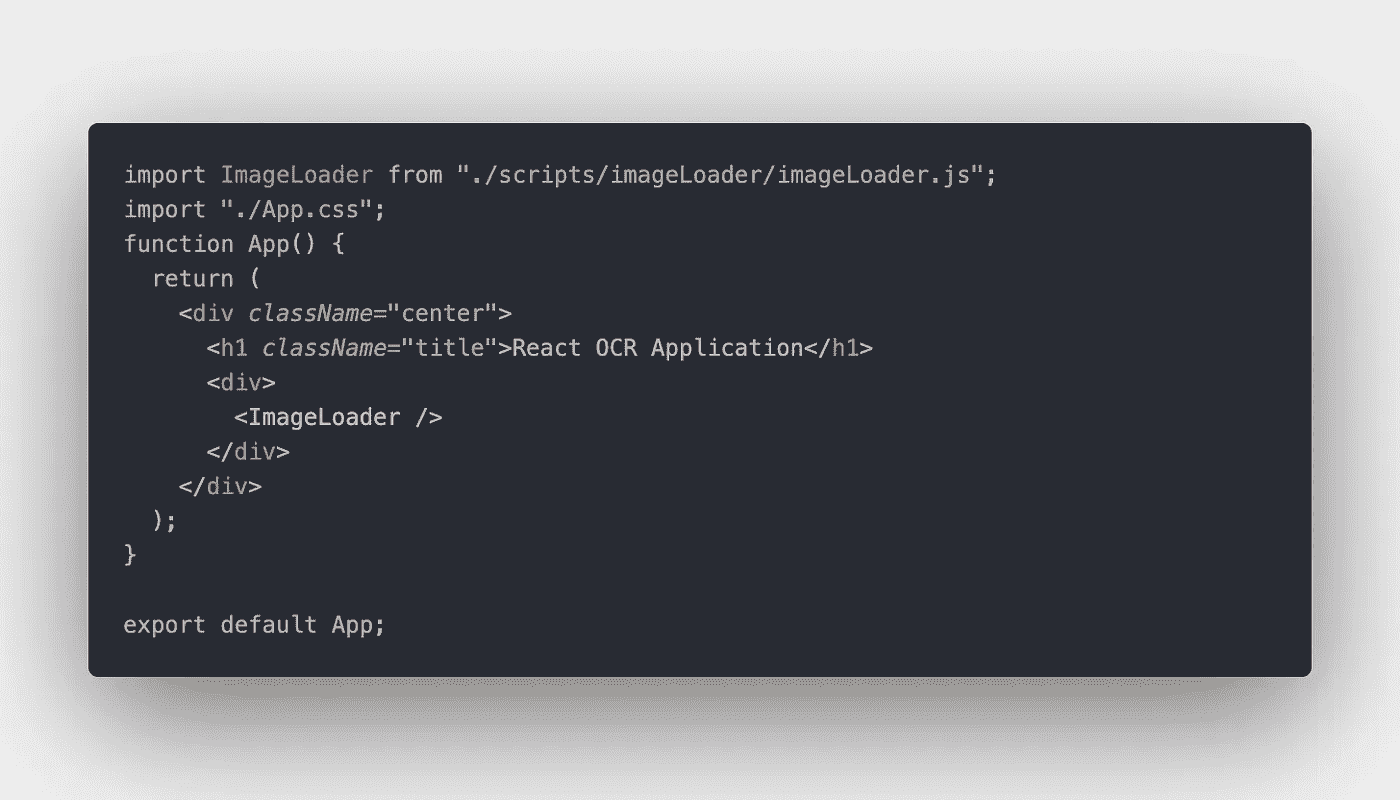 import ImageLoader from "./scripts/imageLoader/imageLoader.js";
import "./App.css";
function App() {
  return (
    <div className="center">
      <h1 className="title">React OCR Application</h1>
      <div>
        <ImageLoader />
      </div>
    </div>
  );
}

export default App;